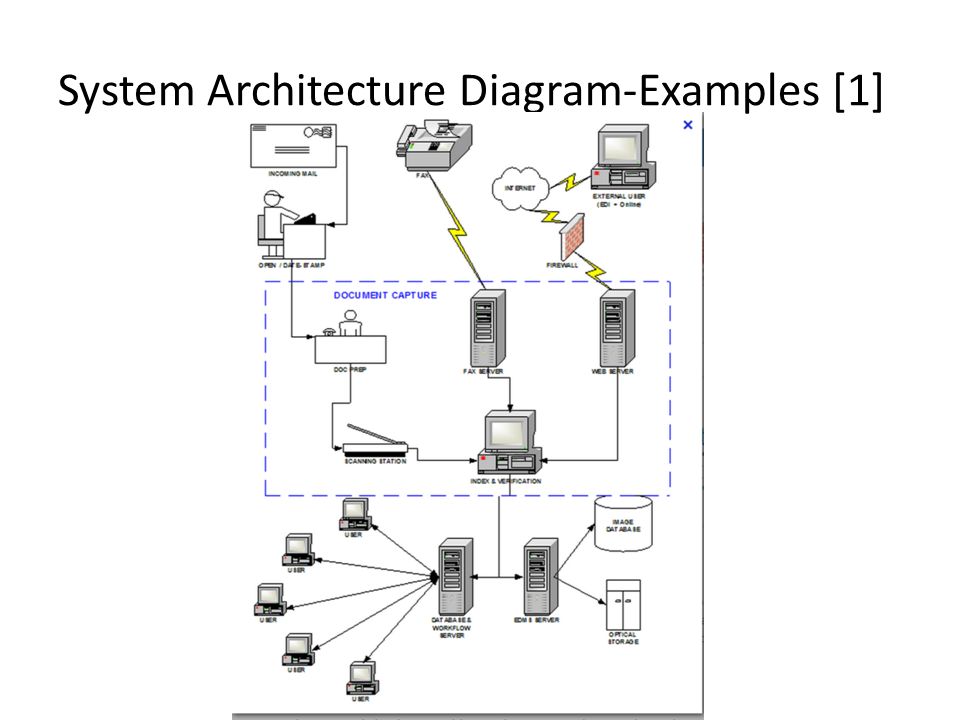 System Architecture Diagram-Examples [1]
INCOMING MAIL
FAX
INTERNET
EXTERNAL USER
(EDI + Online)
OPEN / DATE-STAMP
FIREWALL
DOCUMENT CAPTURE
DOC PREP
FAX SERVER
WEB SERVER
SCANNING STATION
INDEX & VERIFICATION
USER
USER
USER
USER
USER
DATABASE &
WORKFLOW
SERVER
EDMS SERVER
IMAGE
DATABASE
OPTICAL
STORAGE